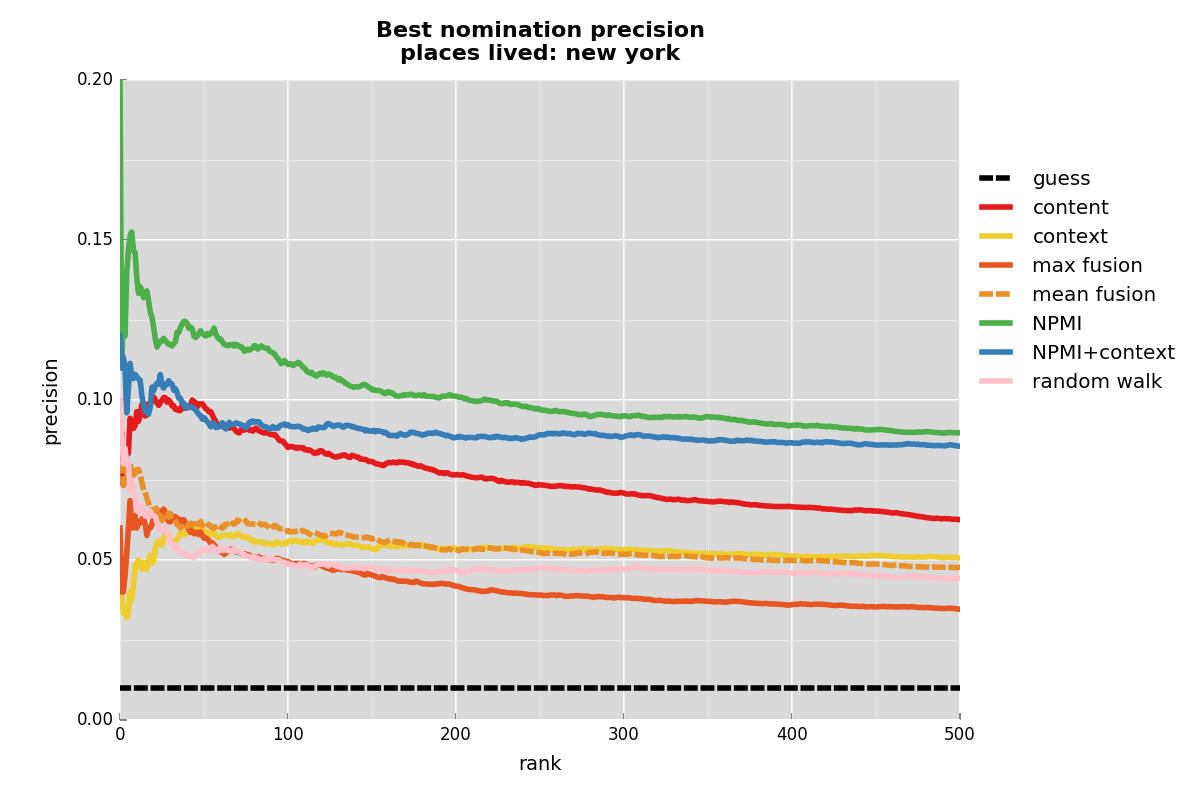 Best nomination precision
places lived: new york
0.20
0.15
0.10
0.05
0.00
precision
0
100
200
300
400
500
rank
guess
content
context
max fusion
mean fusion
NPMI
NPMI+context
random walk